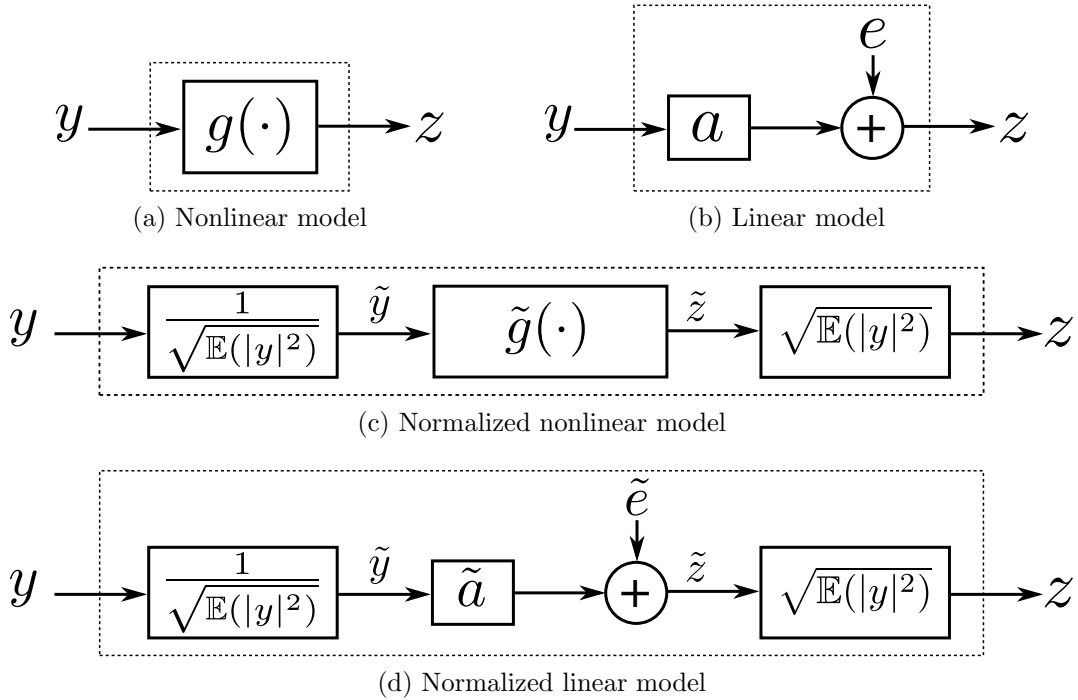 y g(·) z
(a) Nonlinear model
e
y a + z
(b) Linear model
y 1/√𝔼(|y|²) ỹ g̃(·) z̃ √𝔼(|y|²) z
(c) Normalized nonlinear model
ẽ
y 1/√𝔼(|y|²) ỹ ã + z̃ √𝔼(|y|²) z
(d) Normalized linear model